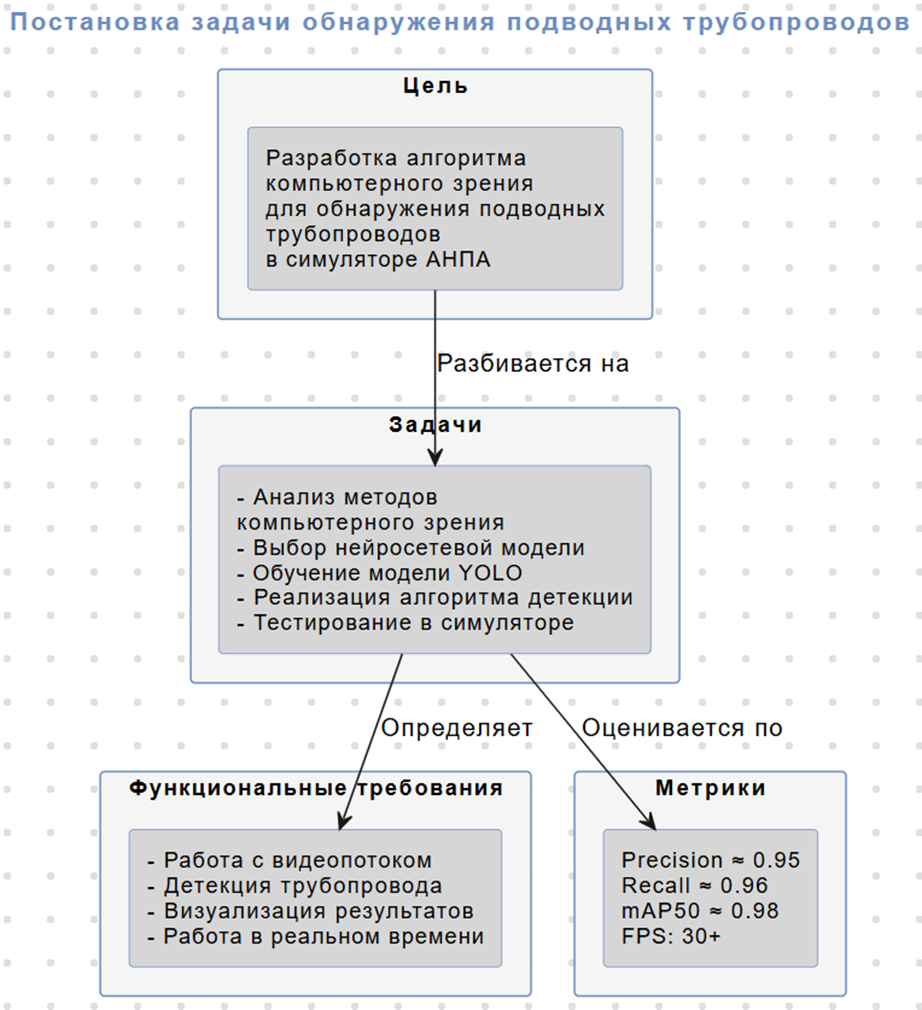 Постановка задачи обнаружения подводных трубопроводов
Цель
Разработка алгоритма
компьютерного зрения
для обнаружения подводных
трубопроводов
в симуляторе АНПА
Разбивается на
Задачи
- Анализ методов
компьютерного зрения
- Выбор нейросетевой модели
- Обучение модели YOLO
- Реализация алгоритма детекции
- Тестирование в симуляторе
Определяет
Оценивается по
Функциональные требования
- Работа с видеопотоком
- Детекция трубопровода
- Визуализация результатов
- Работа в реальном времени
Метрики
Precision ≈ 0.95
Recall ≈ 0.96
mAP50 ≈ 0.98
FPS: 30+